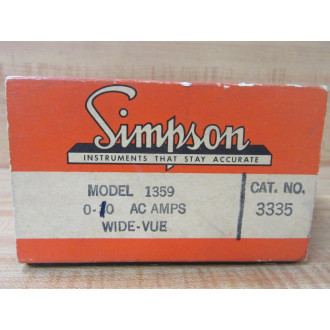 Simpson
INSTRUMENTS THAT STAY ACCURATE
MODEL 1359
0-10 AC AMPS
WIDE-VUE
CAT. NO.
3335